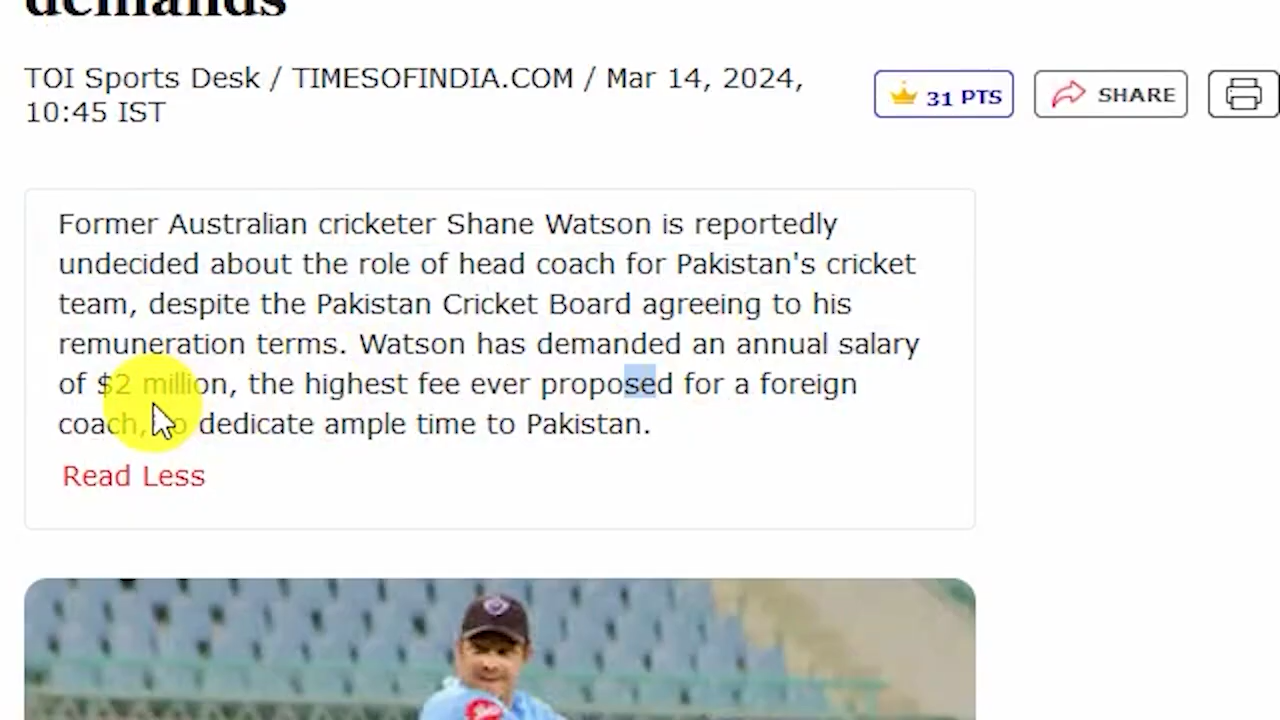 demands
TOI Sports Desk / TIMESOFINDIA.COM / Mar 14, 2024,
10:45 IST
31 PTS
SHARE
Former Australian cricketer Shane Watson is reportedly
undecided about the role of head coach for Pakistan's cricket
team, despite the Pakistan Cricket Board agreeing to his
remuneration terms. Watson has demanded an annual salary
of $2 million, the highest fee ever proposed for a foreign
coach, to dedicate ample time to Pakistan.
Read Less